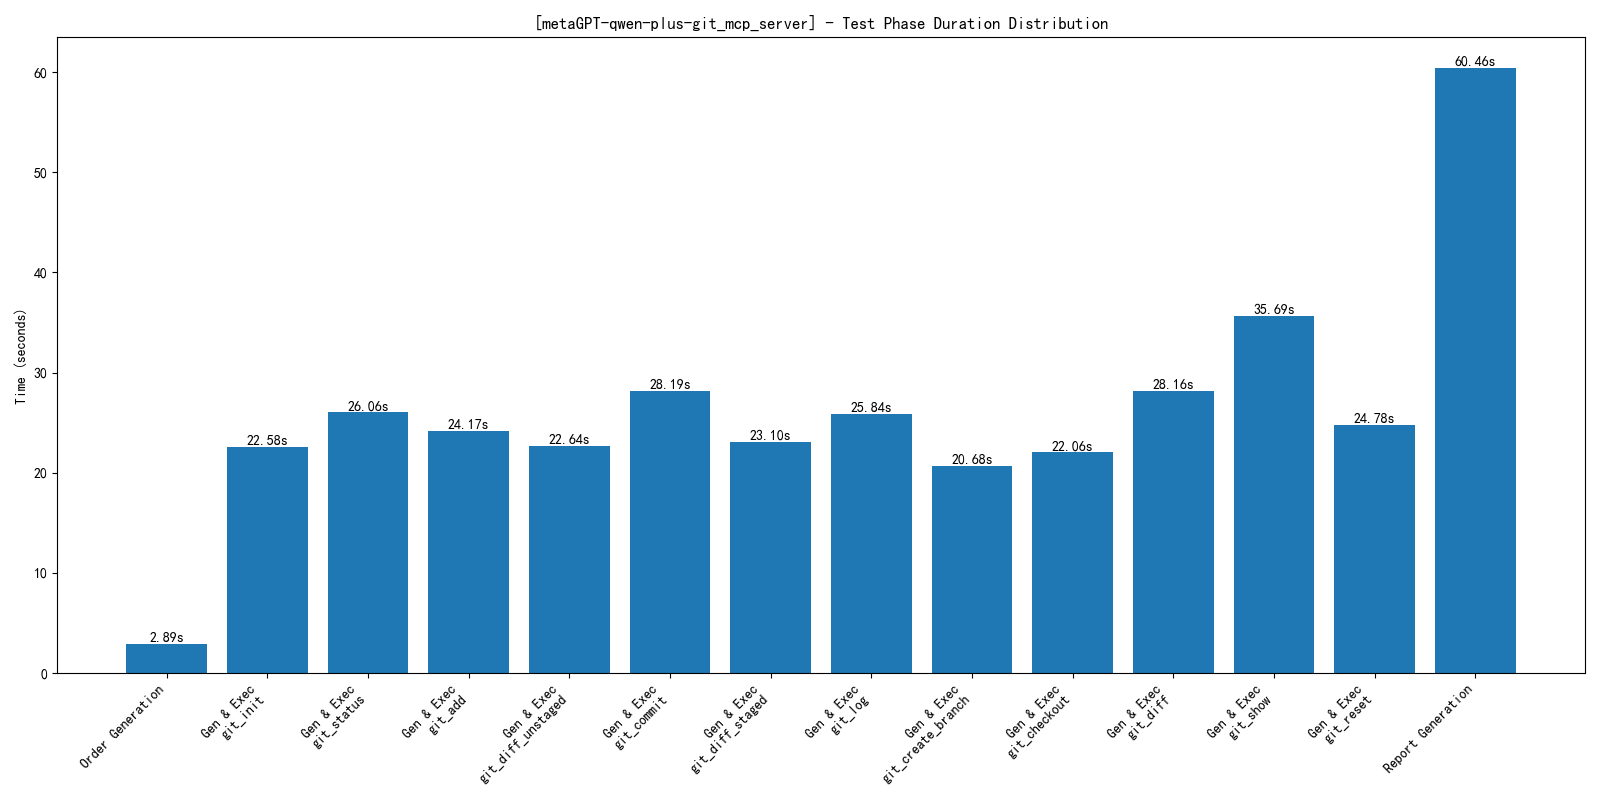 [metaGPT-qwen-plus-git_mcp_server] - Test Phase Duration Distribution
Time (seconds)
60
50
40
30
20
10
0
2.89s
22.58s
26.06s
24.17s
22.64s
28.19s
23.10s
25.84s
20.68s
22.06s
28.16s
35.69s
24.78s
60.46s
Order Generation
Gen & Exec
git_init
Gen & Exec
git_status
Gen & Exec
git_add
Gen & Exec
git_diff_unstaged
Gen & Exec
git_commit
Gen & Exec
git_diff_staged
Gen & Exec
git_log
Gen & Exec
git_create_branch
Gen & Exec
git_checkout
Gen & Exec
git_diff
Gen & Exec
git_show
Gen & Exec
git_reset
Report Generation